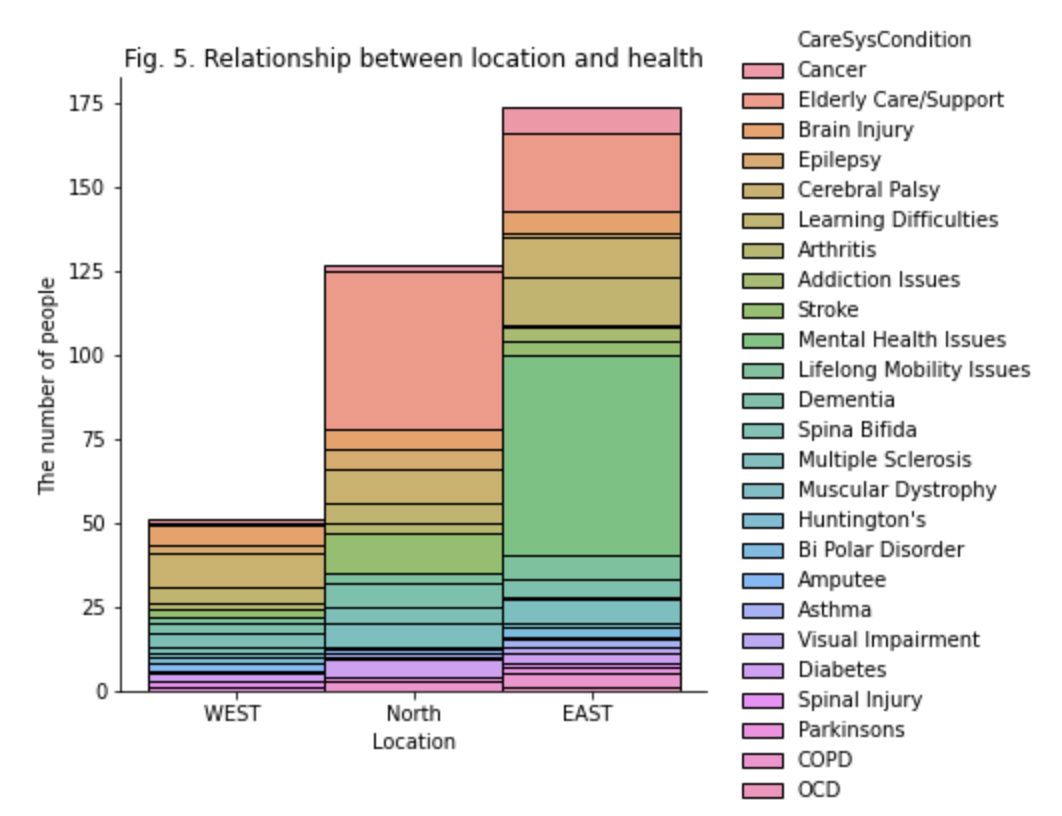 Fig. 5. Relationship between location and health
The number of people
175
150
125
100
75
50
25
0
WEST
North
EAST
Location
CareSysCondition
Cancer
Elderly Care/Support
Brain Injury
Epilepsy
Cerebral Palsy
Learning Difficulties
Arthritis
Addiction Issues
Stroke
Mental Health Issues
Lifelong Mobility Issues
Dementia
Spina Bifida
Multiple Sclerosis
Muscular Dystrophy
Huntington's
Bi Polar Disorder
Amputee
Asthma
Visual Impairment
Diabetes
Spinal Injury
Parkinsons
COPD
OCD